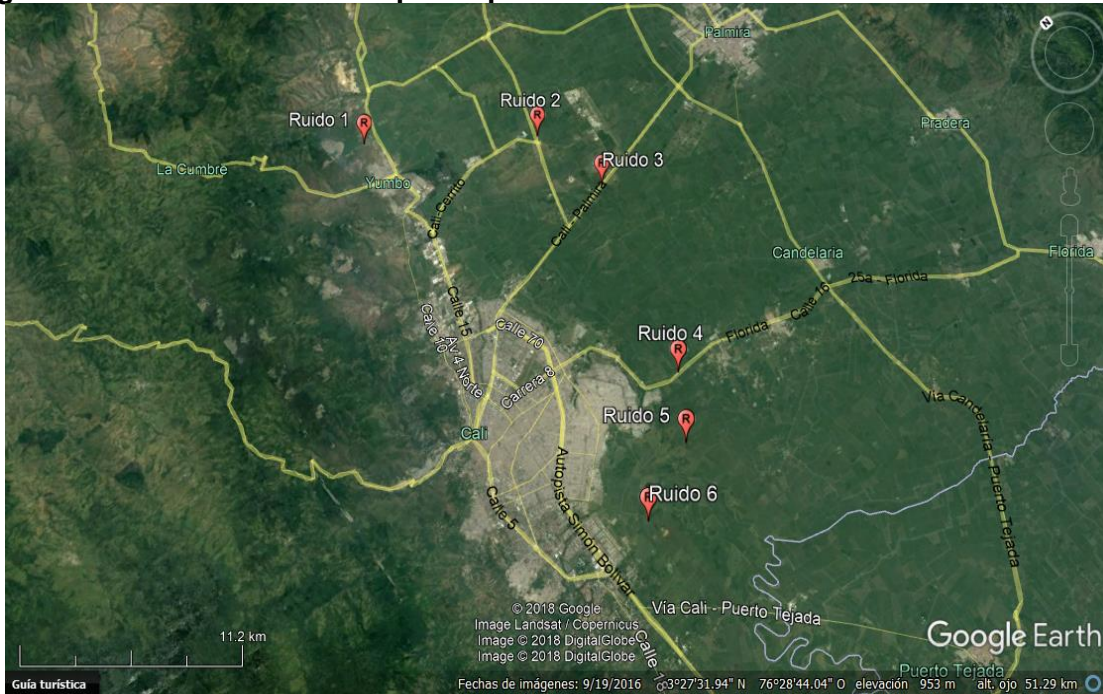 N
Palmira
Ruido 1
Ruido 2
Pradera
Ruido 3
La Cumbre
Yumbo
Cali-Cerrito
Cali - Palmira
Candelaria
Florida
25a - Florida
Calle 16
Calle 15
Calle 10
Calle 70
Av 4 Norte
Ruido 4
Florida
Carrera 8
Vía Candelaria - Puerto Tejada
Ruido 5
Cali
Autopista Simón Bolívar
Calle 5
Ruido 6
© 2018 Google
Image Landsat / Copernicus
Image © 2018 DigitalGlobe
Image © 2018 DigitalGlobe
Vía Cali - Puerto Tejada
Google Earth
11.2 km
Puerto Tejada
Guía turística
Fechas de imágenes: 9/19/2016 3°27'31.94" N 76°28'44.04" O elevación 953 m alt. ojo 51.29 km